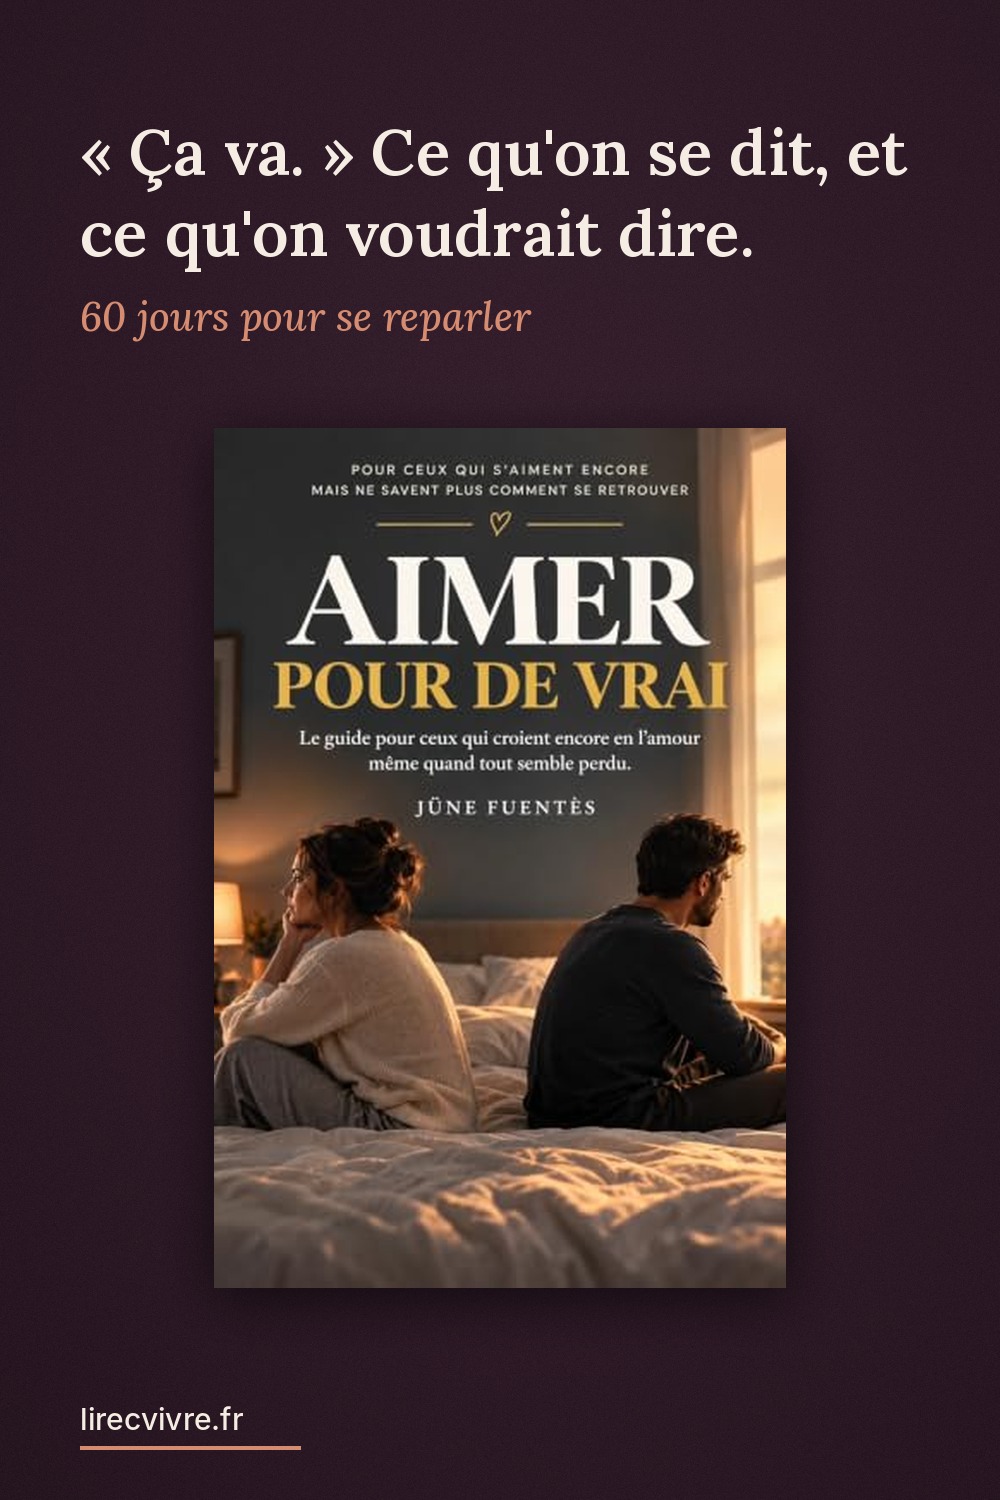 « Ça va. » Ce qu'on se dit, et
ce qu'on voudrait dire.
60 jours pour se reparler
POUR CEUX QUI S'AIMENT ENCORE
MAIS NE SAVENT PLUS COMMENT SE RETROUVER
AIMER
POUR DE VRAI
Le guide pour ceux qui croient encore en l'amour
même quand tout semble perdu.
JÜNE FUENTÈS
lirecvivre.fr